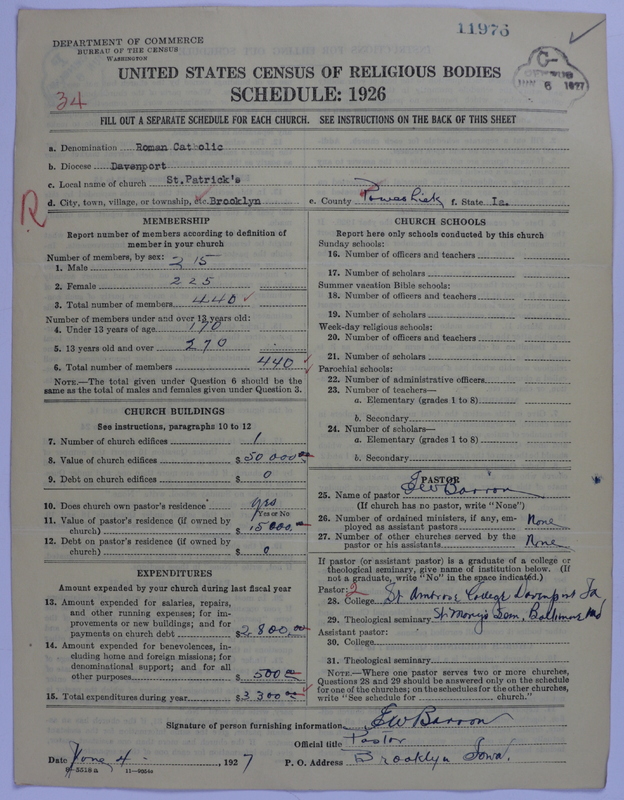 11976
DEPARTMENT OF COMMERCE
BUREAU OF THE CENSUS
WASHINGTON
UNITED STATES CENSUS OF RELIGIOUS BODIES
SCHEDULE: 1926
34
C-
6 1927
FILL OUT A SEPARATE SCHEDULE FOR EACH CHURCH. SEE INSTRUCTIONS ON THE BACK OF THIS SHEET
a. Denomination Roman Catholic
b. Diocese Davenport
c. Local name of church St.Patrick's
d. City, town, village, or township, etc. Brooklyn e. County Poweshiek f. State Ia.
R
MEMBERSHIP
Report number of members according to definition of
member in your church
Number of members, by sex:
1. Male 215
2. Female 225
3. Total number of members 440
Number of members under and over 13 years old:
4. Under 13 years of age 170
5. 13 years old and over 270
6. Total number of members 440
NOTE.—The total given under Question 6 should be
same as the total of males and females given under Question 3.
CHURCH BUILDINGS
See instructions, paragraphs 10 to 12
7. Number of church edifices 1
8. Value of church edifices $ 50 000 00
9. Debt on church edifices $ 0
10. Does church own pastor's residence yes
Yes or No
11. Value of pastor's residence (if owned by
church) $ 15000 00
12. Debt on pastor's residence (if owned by
church) $ 0
EXPENDITURES
Amount expended by your church during last fiscal year
13. Amount expended for salaries, repairs,
and other running expenses; for im-
provements or new buildings; and for
payments on church debt $ 2 800 00
14. Amount expended for benevolences, in-
cluding home and foreign missions; for
denominational support; and for all
other purposes $ 500 00
15. Total expenditures during year $ 3 300 00
CHURCH SCHOOLS
Report here only schools conducted by this church
Sunday schools:
16. Number of officers and teachers
17. Number of scholars
Summer vacation Bible schools:
18. Number of officers and teachers
19. Number of scholars
Week-day religious schools:
20. Number of officers and teachers
21. Number of scholars
Parochial schools:
22. Number of administrative officers
23. Number of teachers—
a. Elementary (grades 1 to 8)
b. Secondary
24. Number of scholars—
a. Elementary (grades 1 to 8)
b. Secondary
PASTOR
25. Name of pastor E W Barron
(If church has no pastor, write "None")
26. Number of ordained ministers, if any, em-
ployed as assistant pastors None
27. Number of other churches served by the
pastor or his assistants None
If pastor (or assistant pastor) is a graduate of a college or
theological seminary, give name of institution below. (If
not a graduate, write "No" in the space indicated.)
Pastor: 2
28. College St Ambrose College Davenport Ia
29. Theological seminary St Mary's Sem, Baltimore Md
Assistant pastor:
30. College
31. Theological seminary
NOTE.—Where one pastor serves two or more churches,
Questions 28 and 29 should be answered only on the schedule
for one of the churches; on the schedules for the other churches,
write "See schedule for church."
Signature of person furnishing information E W Barron
Official title Pastor
Date June 4 , 1927 P. O. Address Brooklyn Iowa.
8-5518a 11—9054a